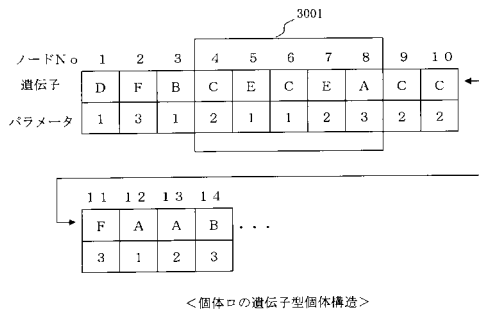 3001
ノードNo 1 2 3 4 5 6 7 8 9 10
遺伝子 D F B C E C E A C C
パラメータ 1 3 1 2 1 1 2 3 2 2
11 12 13 14
F A A B ...
3 1 2 3
<個体ロの遺伝子型個体構造>